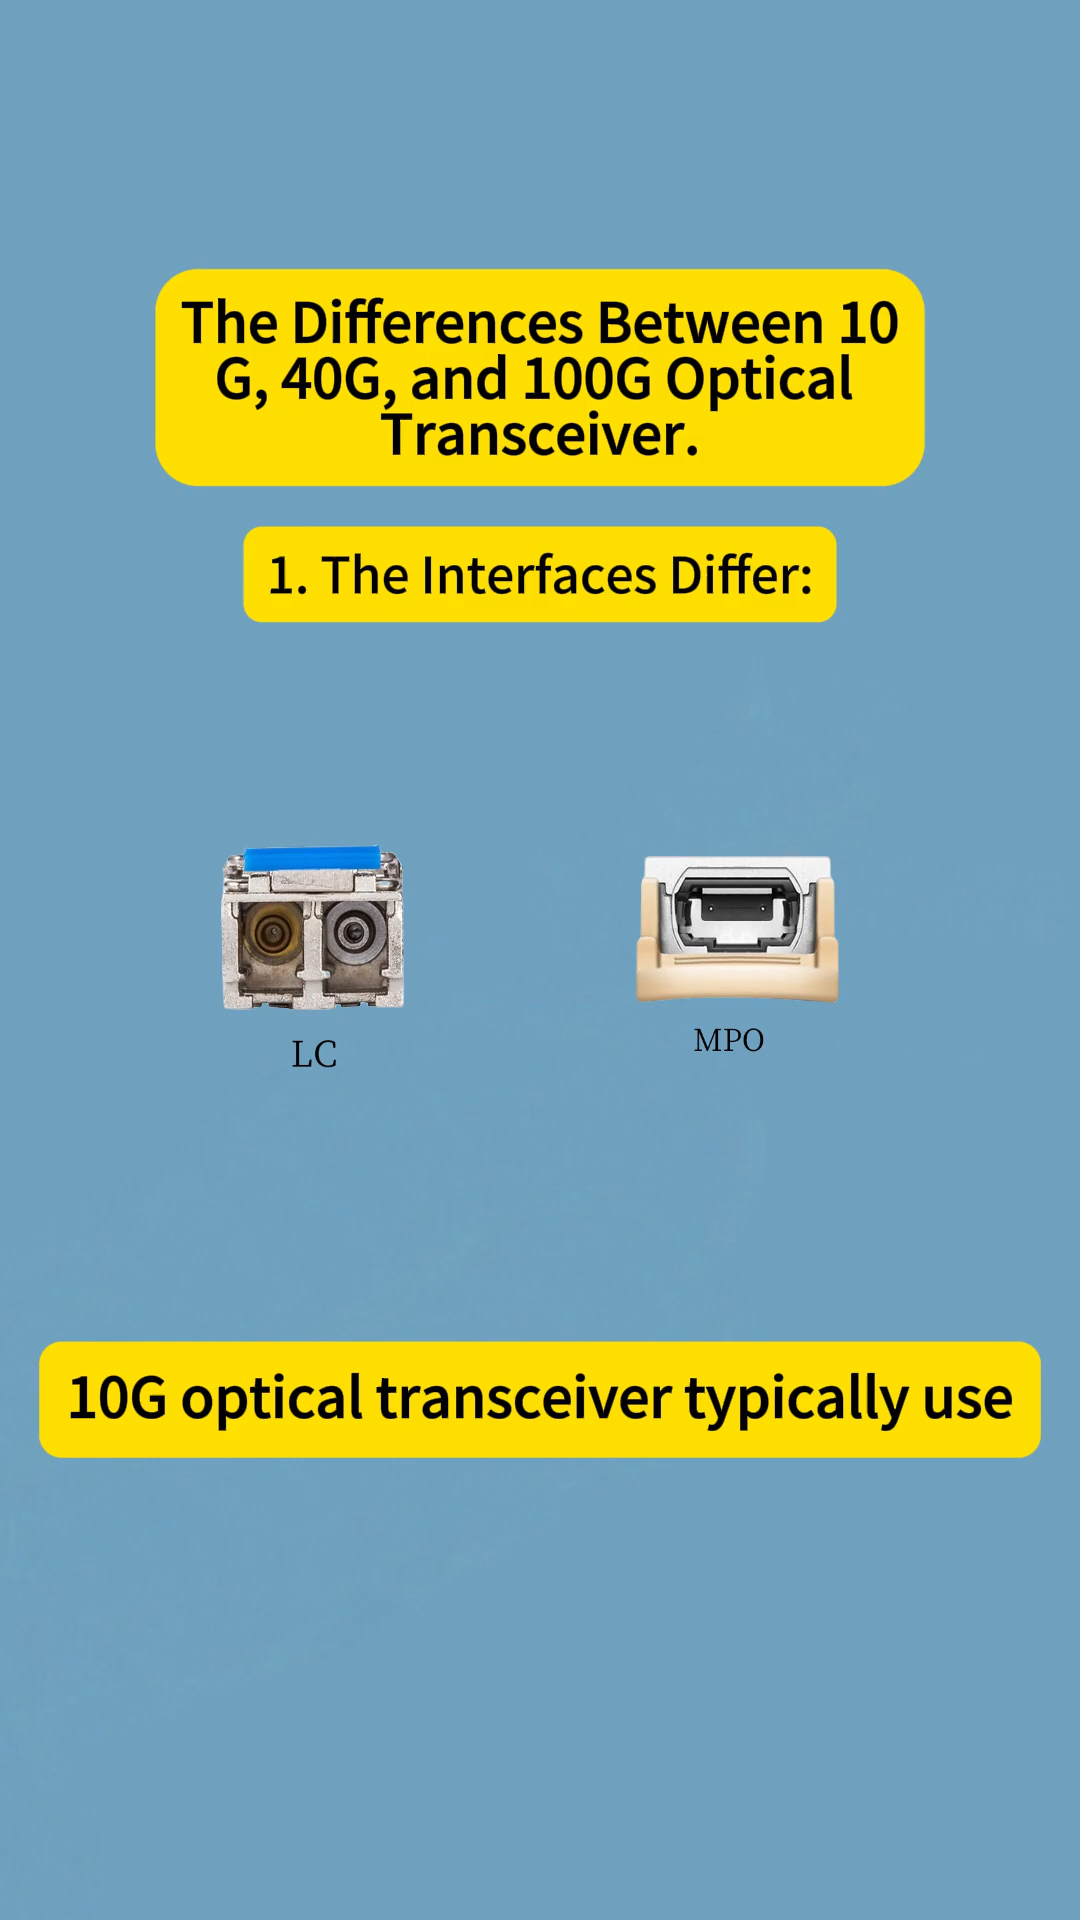 The Differences Between 10
G, 40G, and 100G Optical
Transceiver.
1. The Interfaces Differ:
LC
MPO
10G optical transceiver typically use